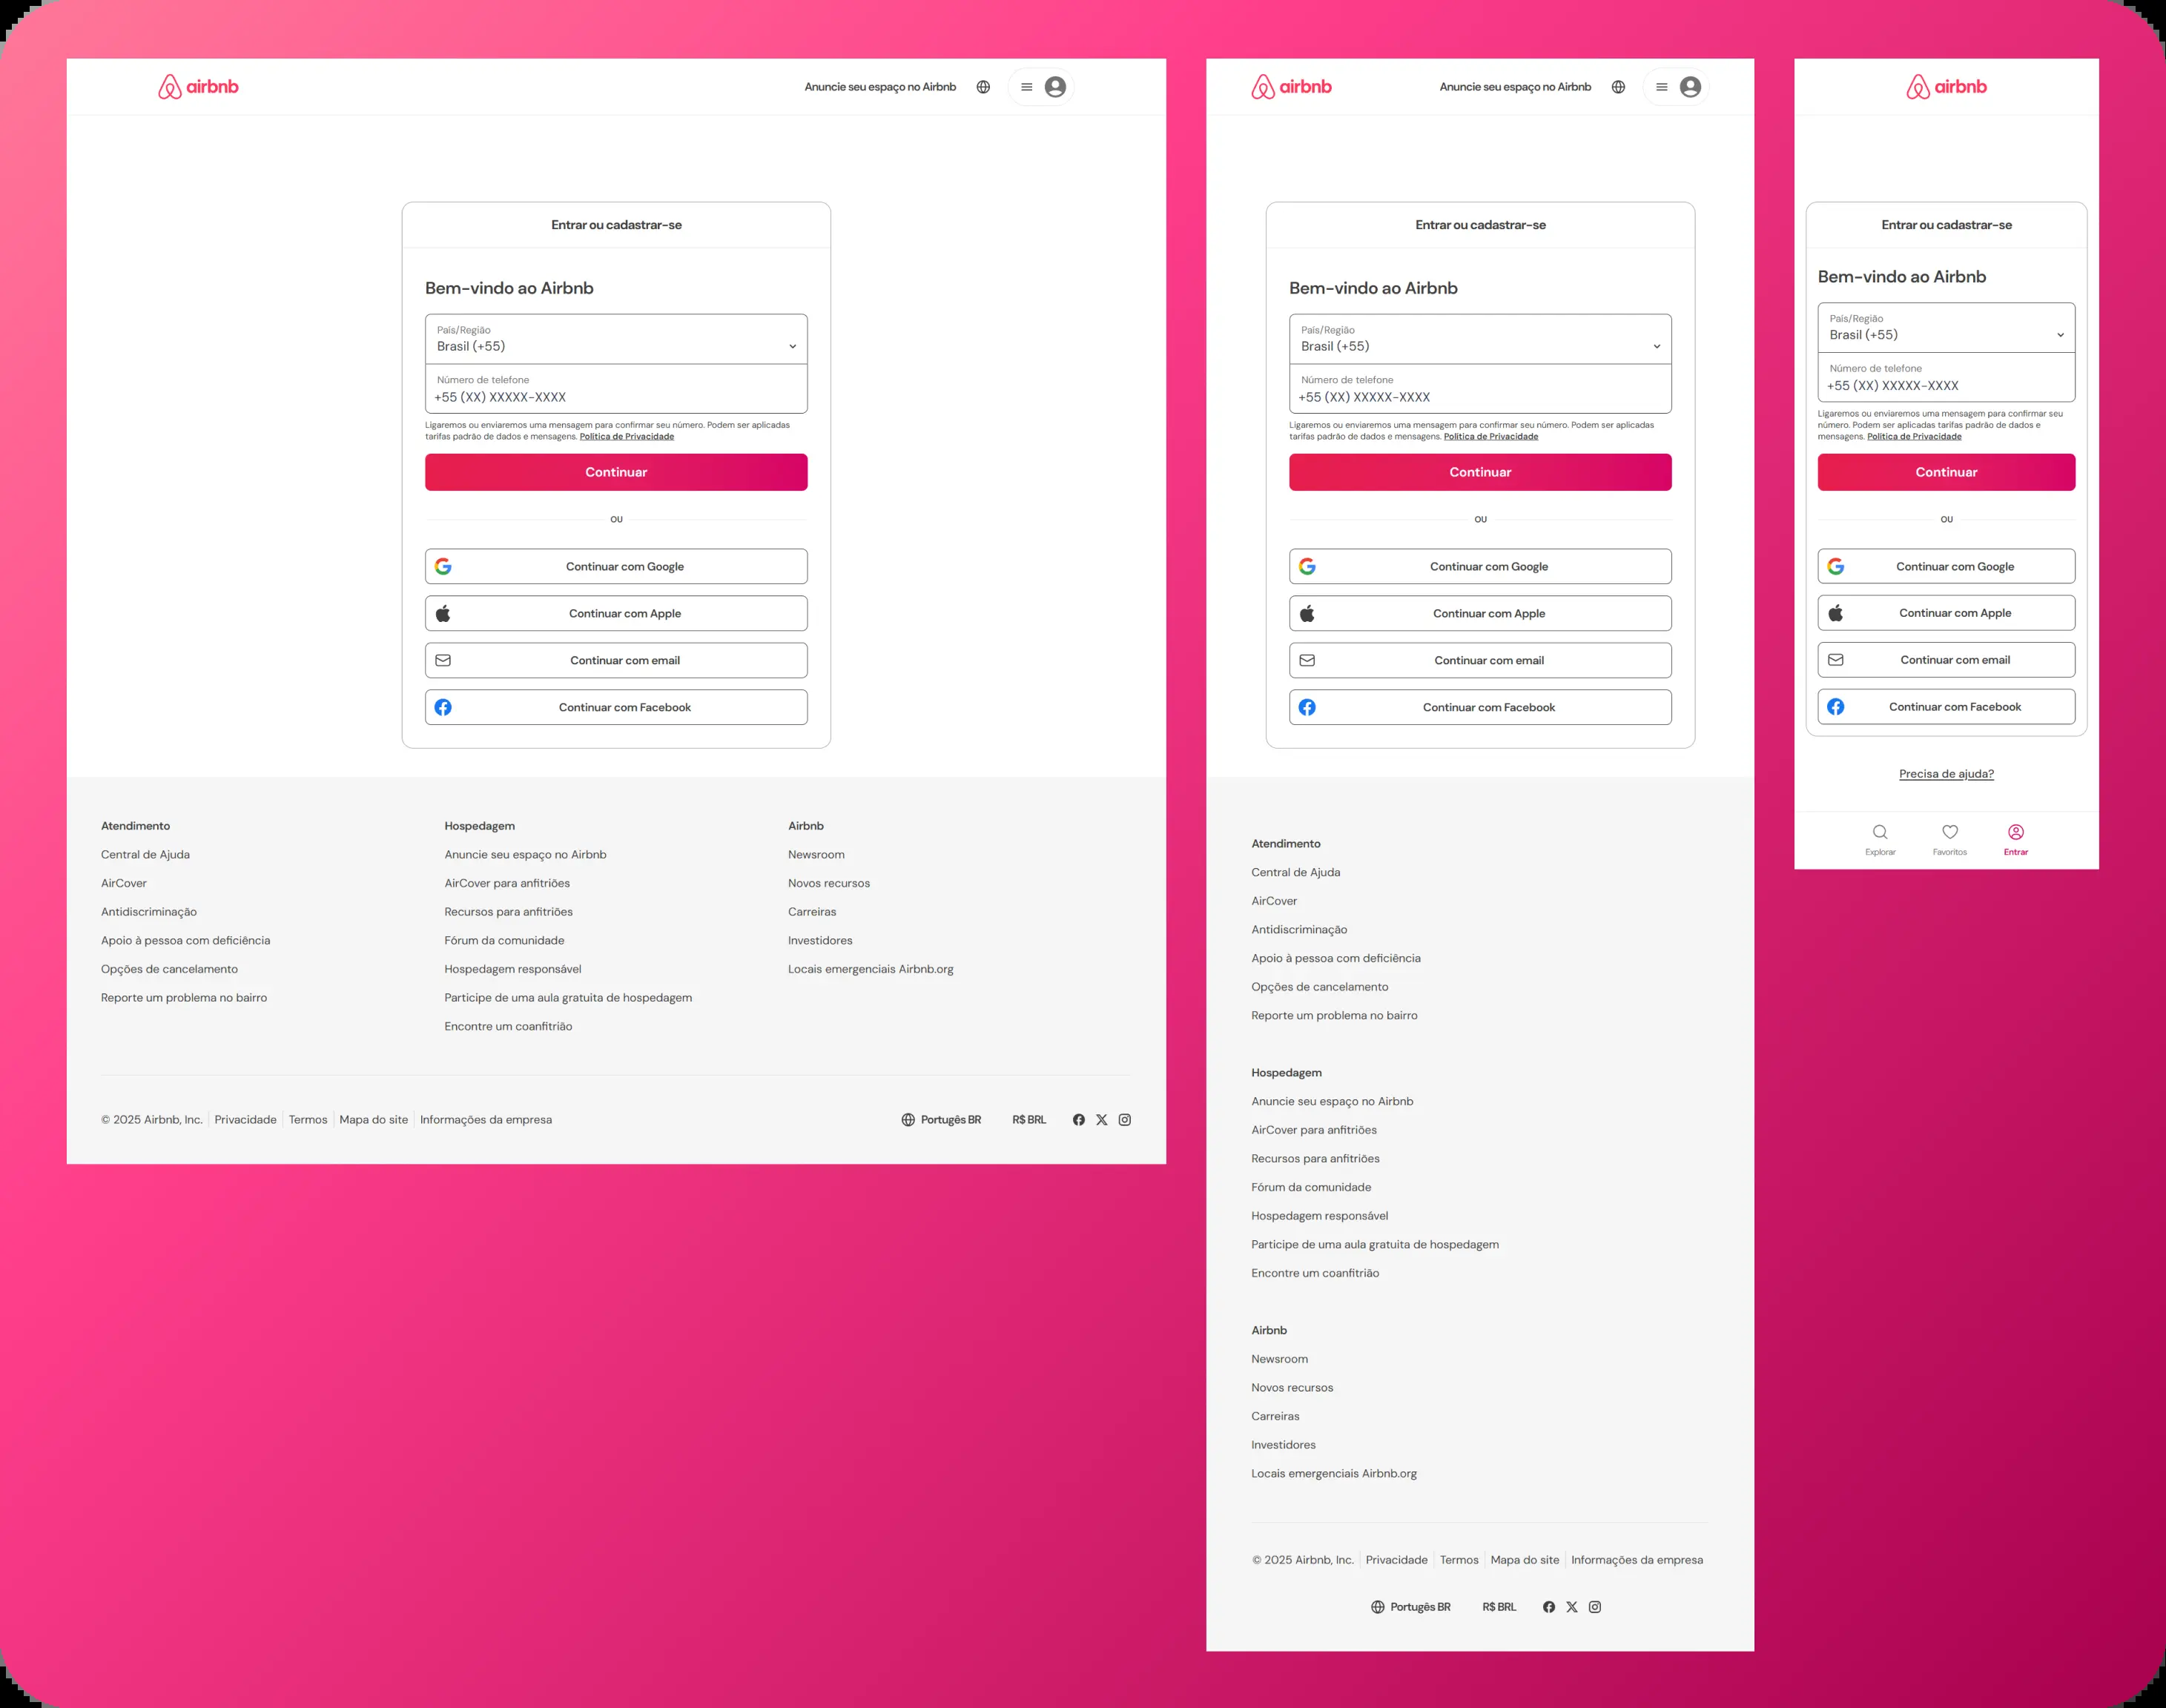 airbnb
Anuncie seu espaço no Airbnb
Entrar ou cadastrar-se
Bem-vindo ao Airbnb
País/Região
Brasil (+55)
Número de telefone
+55 (XX) XXXXX-XXXX
Ligaremos ou enviaremos uma mensagem para confirmar seu número. Podem ser aplicadas
tarifas padrão de dados e mensagens. Política de Privacidade
Continuar
OU
Continuar com Google
Continuar com Apple
Continuar com email
Continuar com Facebook
Atendimento
Central de Ajuda
AirCover
Antidiscriminação
Apoio à pessoa com deficiência
Opções de cancelamento
Reporte um problema no bairro
Hospedagem
Anuncie seu espaço no Airbnb
AirCover para anfitriões
Recursos para anfitriões
Fórum da comunidade
Hospedagem responsável
Participe de uma aula gratuita de hospedagem
Encontre um coanfitrião
Airbnb
Newsroom
Novos recursos
Carreiras
Investidores
Locais emergenciais Airbnb.org
© 2025 Airbnb, Inc. Privacidade Termos Mapa do site Informações da empresa
Portugês BR R$ BRL
airbnb
Anuncie seu espaço no Airbnb
Entrar ou cadastrar-se
Bem-vindo ao Airbnb
País/Região
Brasil (+55)
Número de telefone
+55 (XX) XXXXX-XXXX
Ligaremos ou enviaremos uma mensagem para confirmar seu número. Podem ser aplicadas
tarifas padrão de dados e mensagens. Política de Privacidade
Continuar
OU
Continuar com Google
Continuar com Apple
Continuar com email
Continuar com Facebook
Atendimento
Central de Ajuda
AirCover
Antidiscriminação
Apoio à pessoa com deficiência
Opções de cancelamento
Reporte um problema no bairro
Hospedagem
Anuncie seu espaço no Airbnb
AirCover para anfitriões
Recursos para anfitriões
Fórum da comunidade
Hospedagem responsável
Participe de uma aula gratuita de hospedagem
Encontre um coanfitrião
Airbnb
Newsroom
Novos recursos
Carreiras
Investidores
Locais emergenciais Airbnb.org
© 2025 Airbnb, Inc. Privacidade Termos Mapa do site Informações da empresa
Portugês BR R$ BRL
airbnb
Entrar ou cadastrar-se
Bem-vindo ao Airbnb
País/Região
Brasil (+55)
Número de telefone
+55 (XX) XXXXX-XXXX
Ligaremos ou enviaremos uma mensagem para confirmar seu
número. Podem ser aplicadas tarifas padrão de dados e
mensagens. Política de Privacidade
Continuar
OU
Continuar com Google
Continuar com Apple
Continuar com email
Continuar com Facebook
Precisa de ajuda?
Explorar Favoritos Entrar